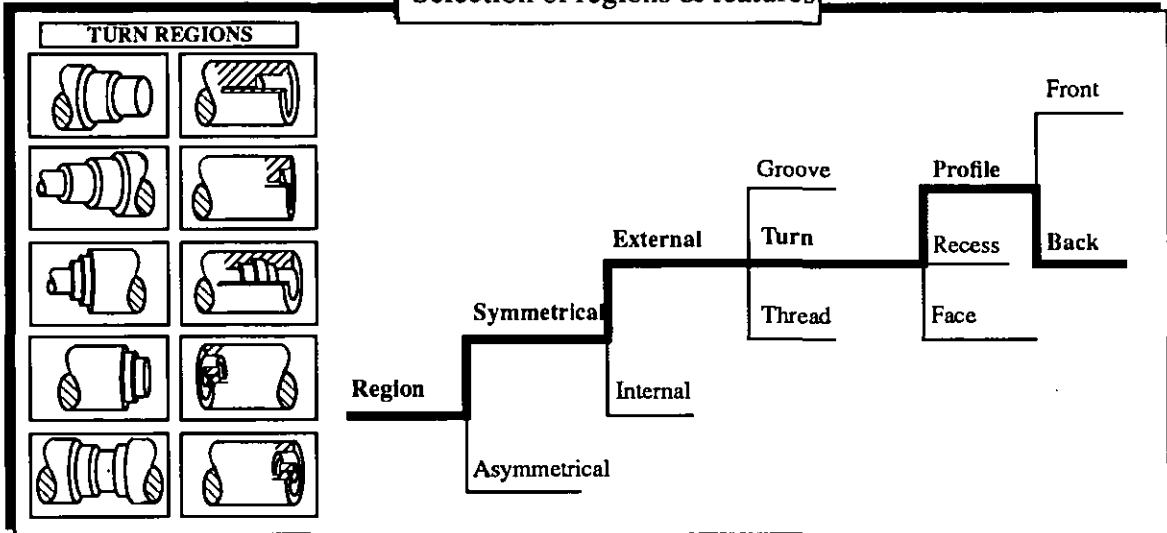 Selection of regions & features
TURN REGIONS
Front
Groove
Profile
External
Turn
Recess
Back
Symmetrical
Thread
Face
Region
Internal
Asymmetrical